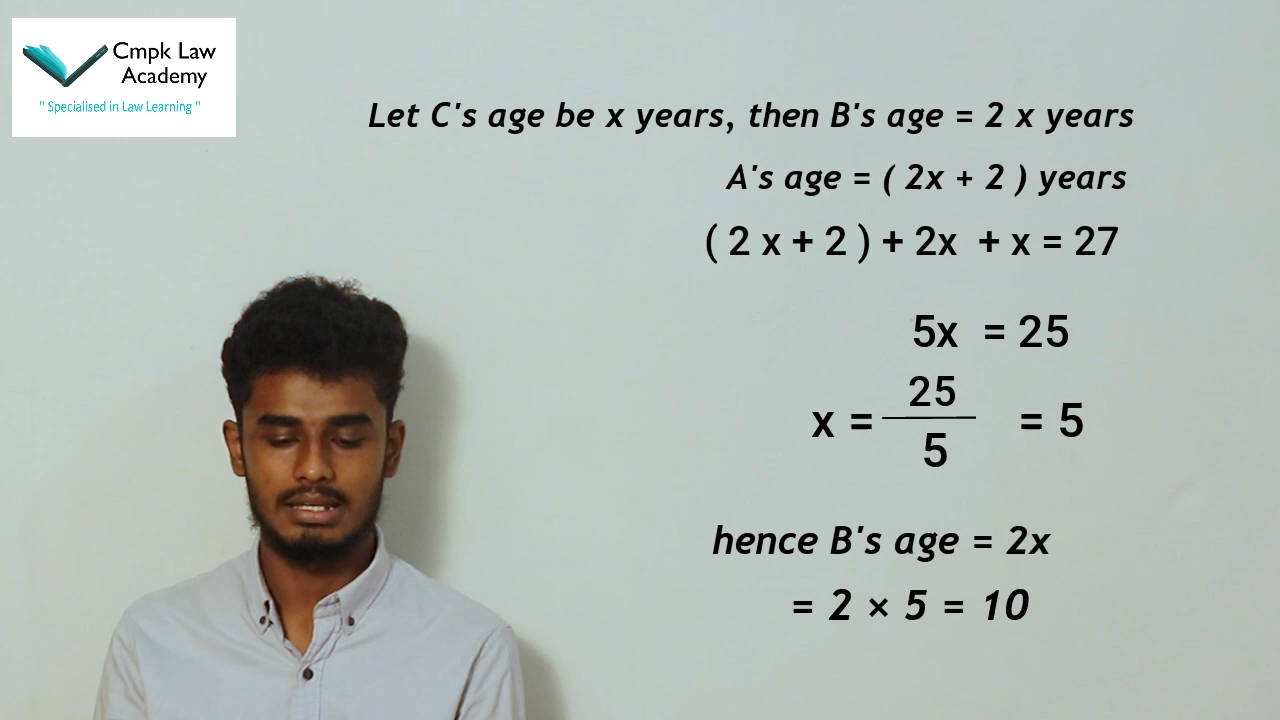 Cmpk Law
Academy
" Specialised in Law Learning "
Let C's age be x years, then B's age = 2 x years
A's age = ( 2x + 2 ) years
( 2 x + 2 ) + 2x + x = 27
5x = 25
x = 25/5 = 5
hence B's age = 2x
= 2 × 5 = 10